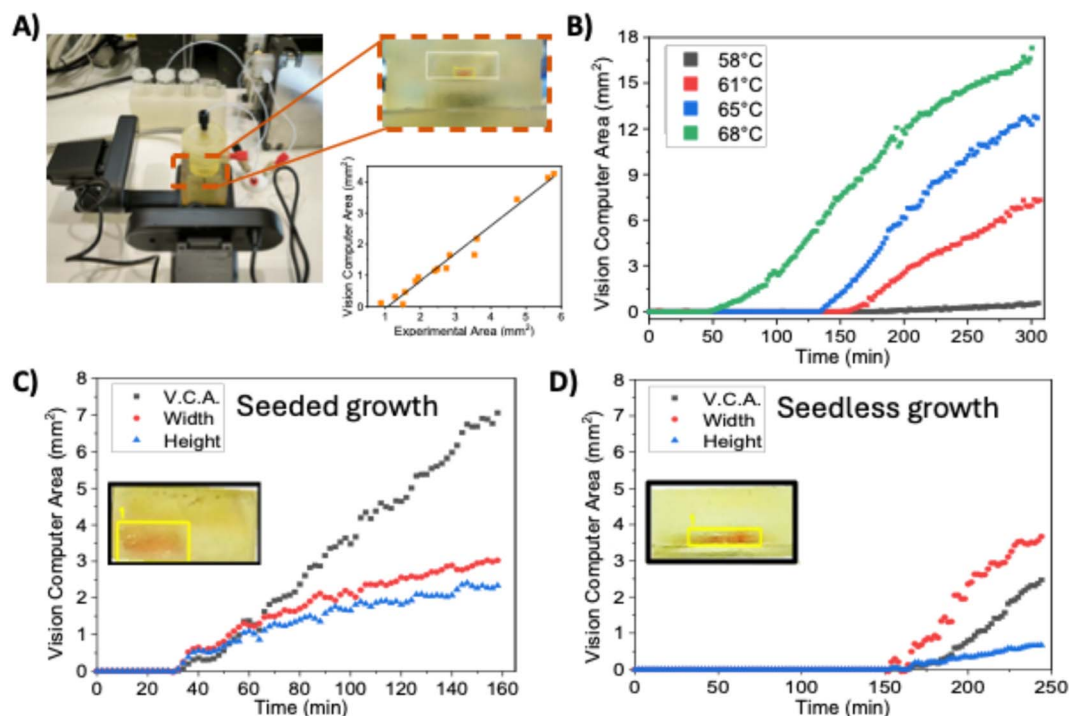 A)
Vision Computer Area (mm²)
4
3
2
1
0
1 2 3 4 5 6
Experimental Area (mm²)
B)
Vision Computer Area (mm²)
18
15
12
9
6
3
0
58°C
61°C
65°C
68°C
0 50 100 150 200 250 300
Time (min)
C)
Vision Computer Area (mm²)
8
7
6
5
4
3
2
1
0
V.C.A.
Width
Height
Seeded growth
1
0 20 40 60 80 100 120 140 160
Time (min)
D)
Vision Computer Area (mm²)
8
7
6
5
4
3
2
1
0
V.C.A.
Width
Height
Seedless growth
0 50 100 150 200 250
Time (min)